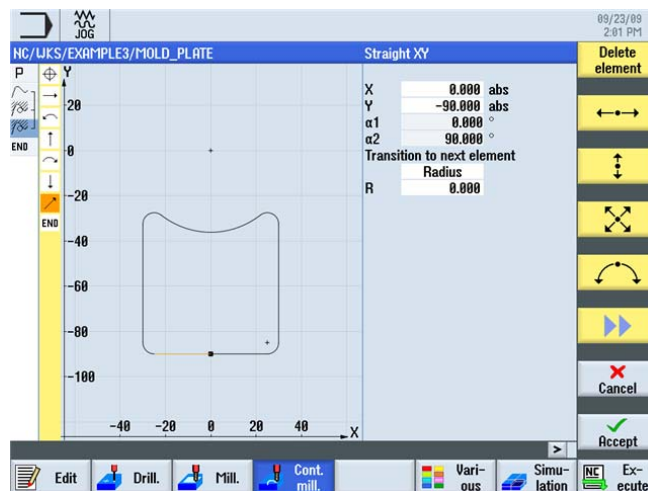 JOG
09/23/09
2:01 PM
NC/WKS/EXAMPLE3/MOLD_PLATE
Straight XY
Delete
element
P
END
Y
20
0
-20
-40
-60
-80
-100
END
-40 -20 0 20 40 X
X 0.000 abs
Y -90.000 abs
α1 0.000 °
α2 90.000 °
Transition to next element
Radius
R 0.000
Cancel
Accept
>
Edit
Drill.
Mill.
Cont.
mill.
Vari-
ous
Simu-
lation
NC
Ex-
ecute